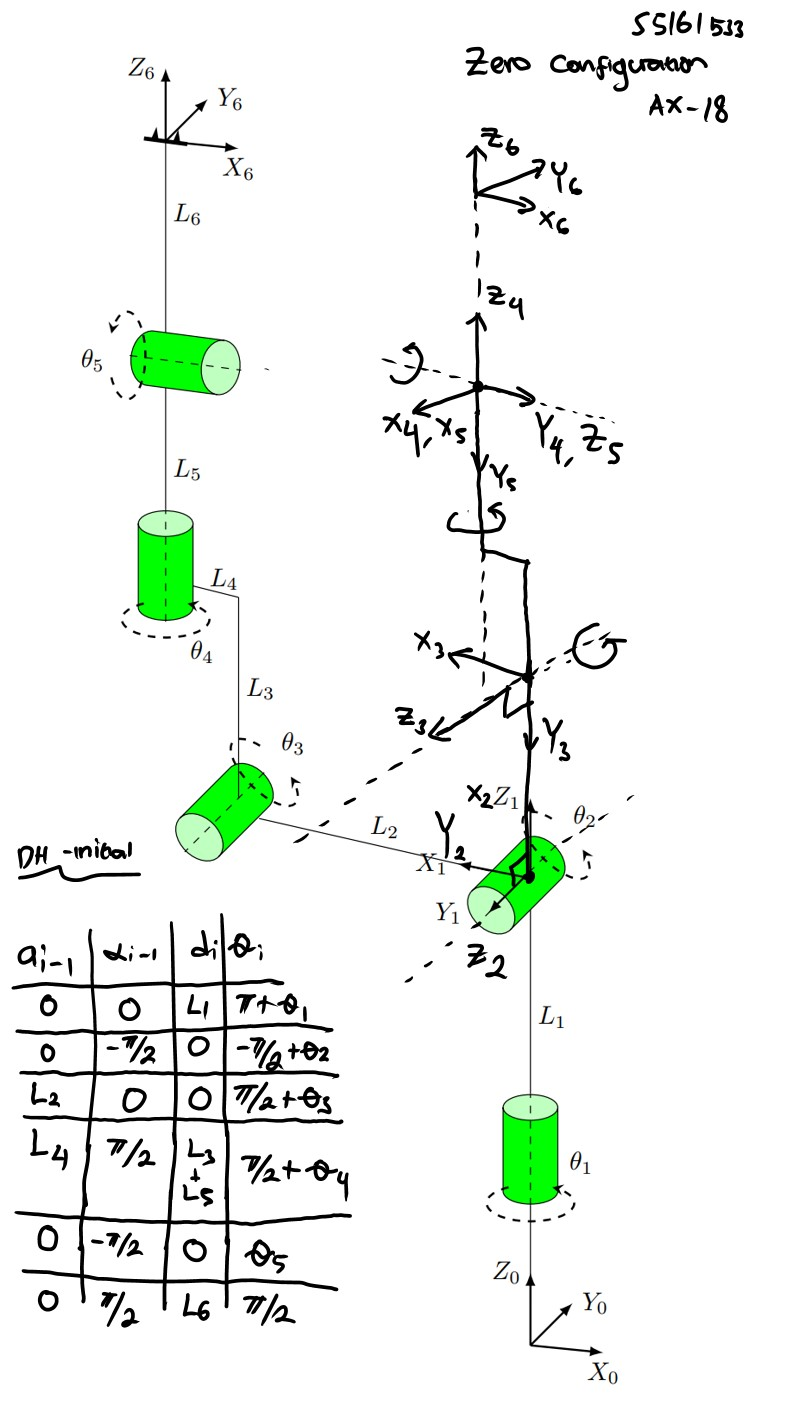 55161533
Zero Configuration
AX-18
Z6
Y6
X6
L6
θ5
L5
L4
θ4
L3
θ3
L2
Z6
Y6
X6
Z4
X4, X5
Y4, Z5
Y5
X3
Z3
Y3
X2
Z1
θ2
Y2
X1
Y1
Z2
L1
θ1
Z0
Y0
X0
DH -initial
ai-1 αi-1 di θi
0 0 L1 π+θ1
0 -π/2 0 -π/2+θ2
L2 0 0 π/2+θ3
L4 π/2 L3+L5 π/2+θ4
0 -π/2 0 θ5
0 π/2 L6 π/2